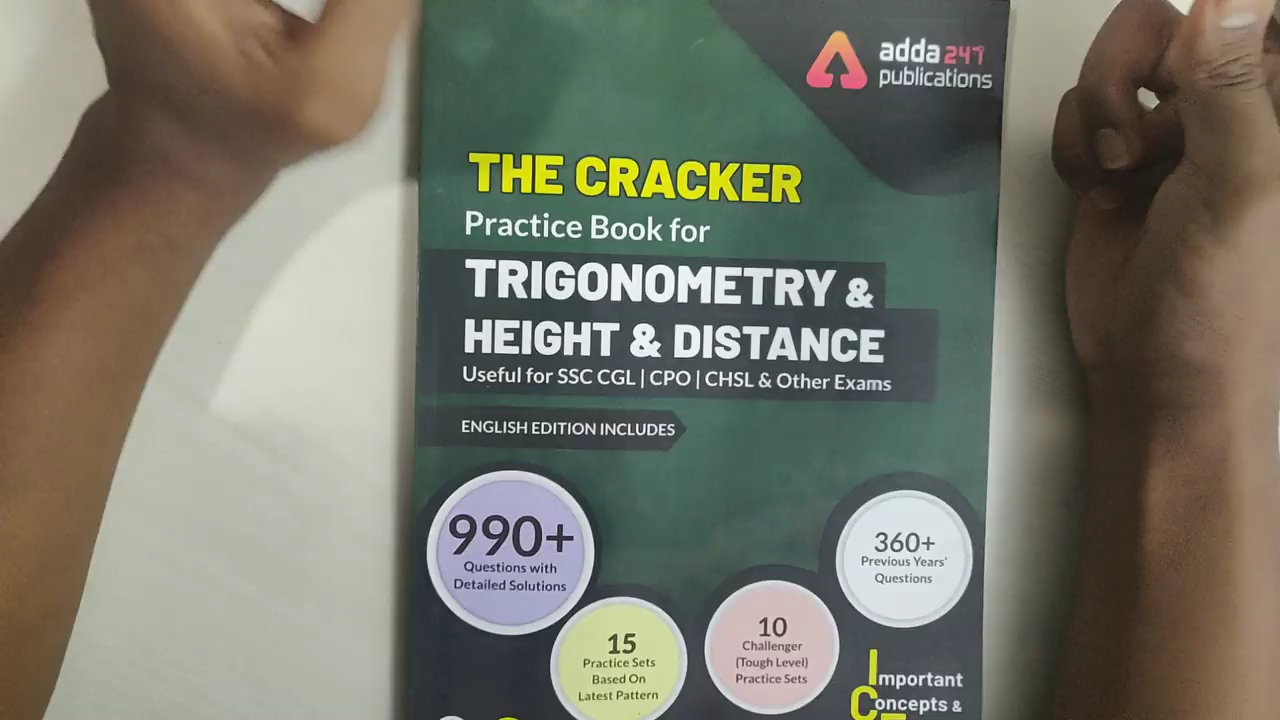 adda 247
publications
THE CRACKER
Practice Book for
TRIGONOMETRY &
HEIGHT & DISTANCE
Useful for SSC CGL | CPO | CHSL & Other Exams
ENGLISH EDITION INCLUDES
990+
Questions with
Detailed Solutions
15
Practice Sets
Based On
Latest Pattern
10
Challenger
(Tough Level)
Practice Sets
360+
Previous Years'
Questions
Important
Concepts &